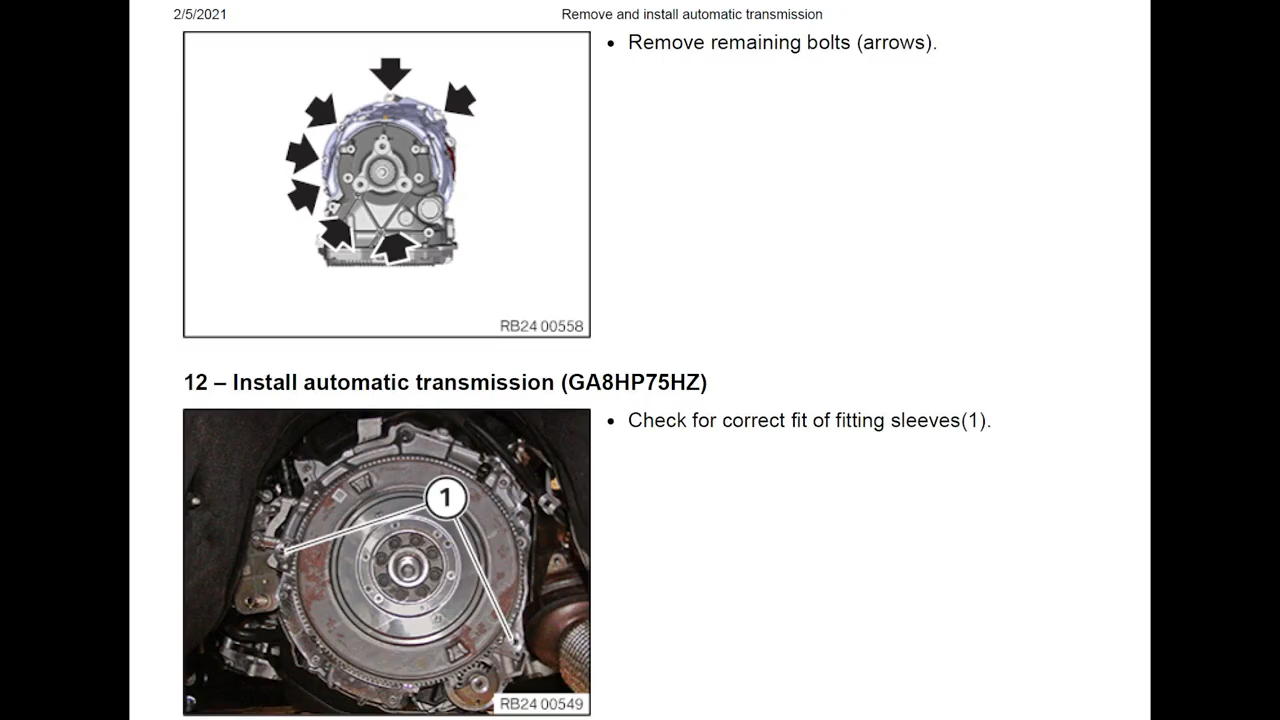 2/5/2021
Remove and install automatic transmission
• Remove remaining bolts (arrows).
RB24 00558
12 – Install automatic transmission (GA8HP75HZ)
• Check for correct fit of fitting sleeves(1).
1
RB24 00549